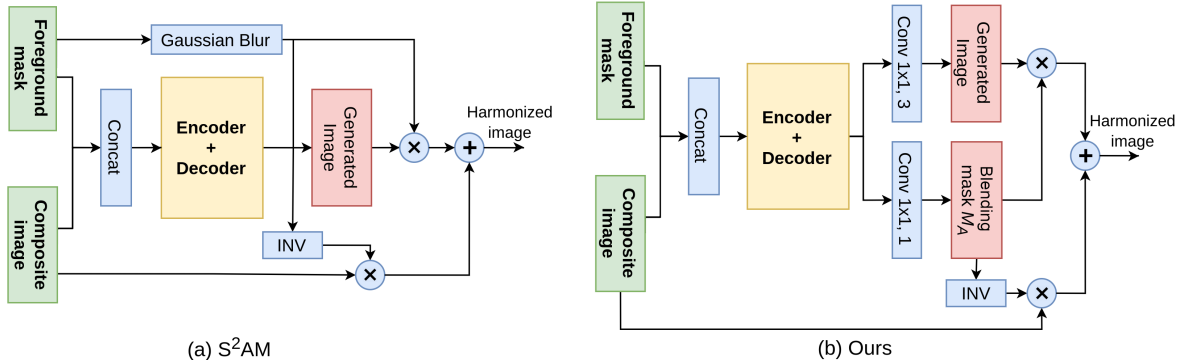 Foreground
mask
Gaussian Blur
Concat
Encoder
+
Decoder
Generated
Image
×
+
Harmonized
image
Composite
image
INV
×
(a) S²AM
Foreground
mask
Concat
Encoder
+
Decoder
Conv 1x1, 3
Generated
Image
×
Harmonized
image
+
Conv 1x1, 1
Blending
mask M_A
Composite
image
INV
×
(b) Ours